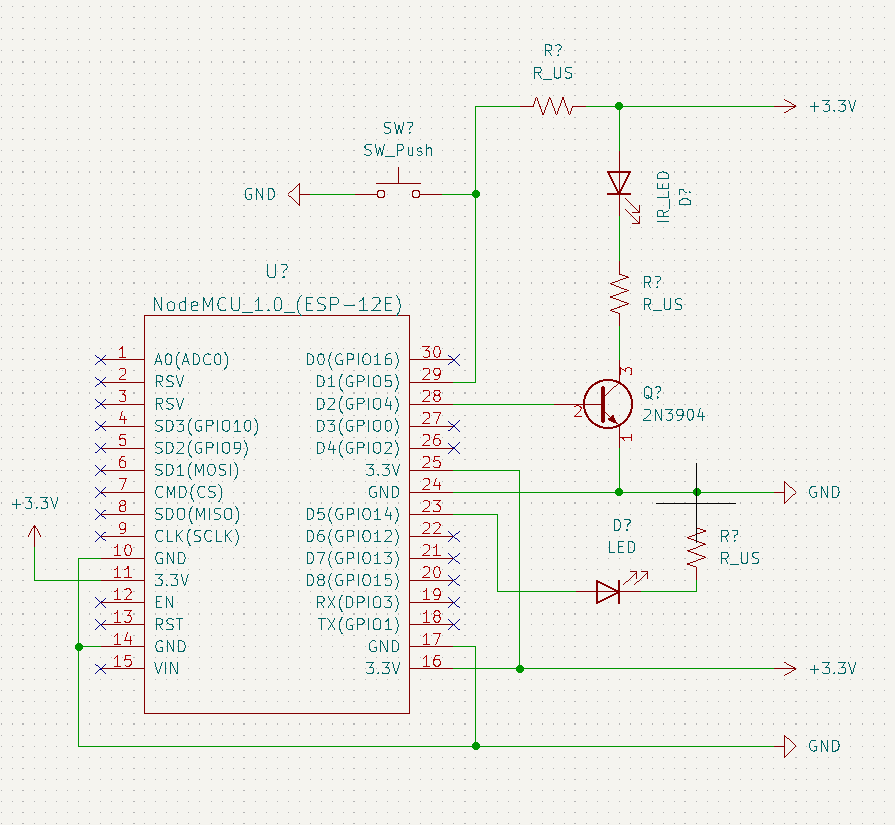 R?
R_US
+3.3V
SW?
SW_Push
GND
IR_LED
D?
U?
NodeMCU_1.0_(ESP-12E)
R?
R_US
1 A0(ADC0) D0(GPIO16) 30
2 RSV D1(GPIO5) 29
3 RSV D2(GPIO4) 28
4 SD3(GPIO10) D3(GPIO0) 27
5 SD2(GPIO9) D4(GPIO2) 26
6 SD1(MOSI) 3.3V 25
7 CMD(CS) GND 24
8 SDO(MISO) D5(GPIO14) 23
9 CLK(SCLK) D6(GPIO12) 22
10 GND D7(GPIO13) 21
11 3.3V D8(GPIO15) 20
12 EN RX(DPIO3) 19
13 RST TX(GPIO1) 18
14 GND GND 17
15 VIN 3.3V 16
3
Q?
2N3904
2
1
+3.3V
GND
D?
LED
R?
R_US
+3.3V
GND